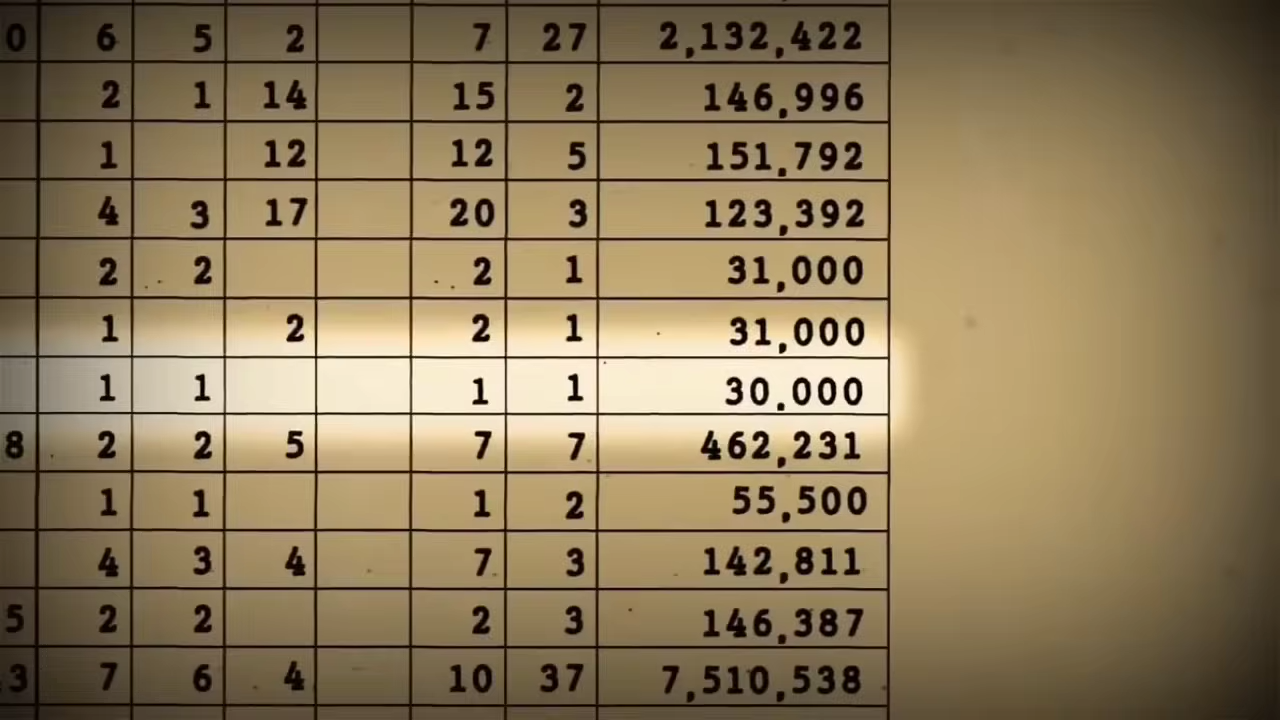 0 6 5 2 7 27 2,132,422
2 1 14 15 2 146,996
1 12 12 5 151,792
4 3 17 20 3 123,392
2 2 2 1 31,000
1 2 2 1 31,000
1 1 1 1 30,000
8 2 2 5 7 7 462,231
1 1 1 2 55,500
4 3 4 7 3 142,811
5 2 2 2 3 146,387
3 7 6 4 10 37 7,510,538